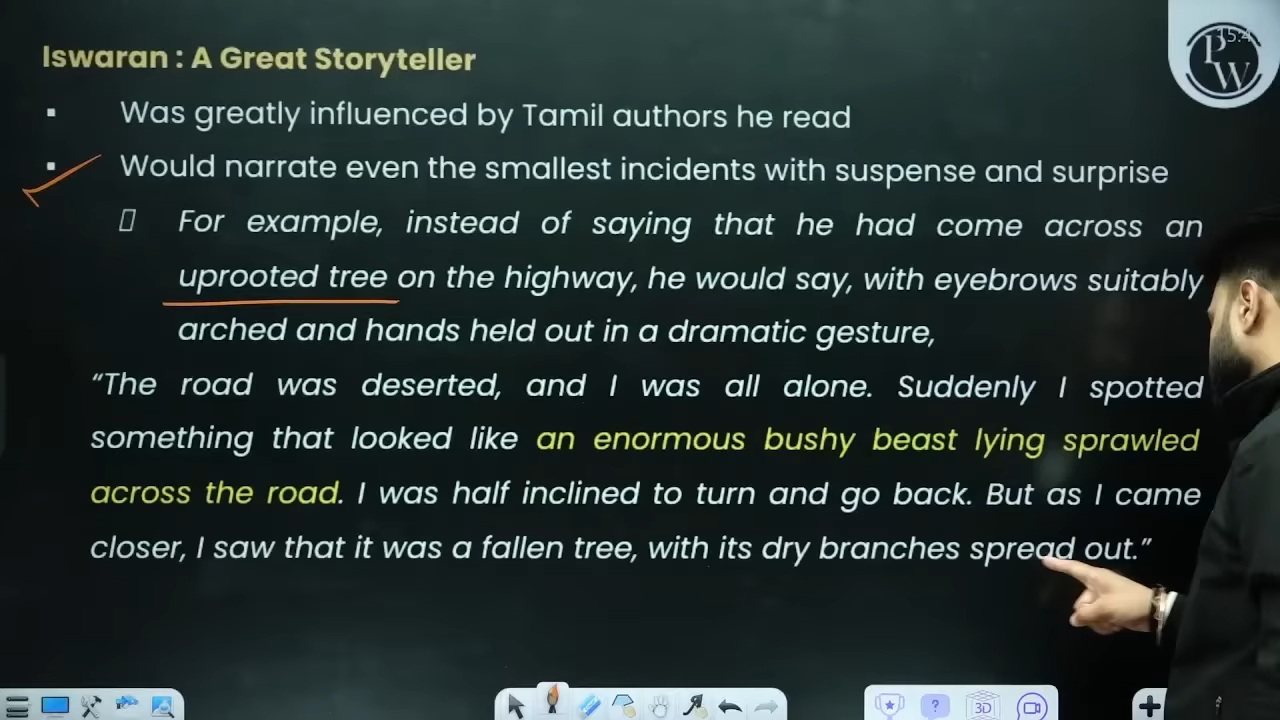 Iswaran : A Great Storyteller
▪ Was greatly influenced by Tamil authors he read
▪ Would narrate even the smallest incidents with suspense and surprise
For example, instead of saying that he had come across an
uprooted tree on the highway, he would say, with eyebrows suitably
arched and hands held out in a dramatic gesture,
“The road was deserted, and I was all alone. Suddenly I spotted
something that looked like an enormous bushy beast lying sprawled
across the road. I was half inclined to turn and go back. But as I came
closer, I saw that it was a fallen tree, with its dry branches spread out.”
P
W
?
3D